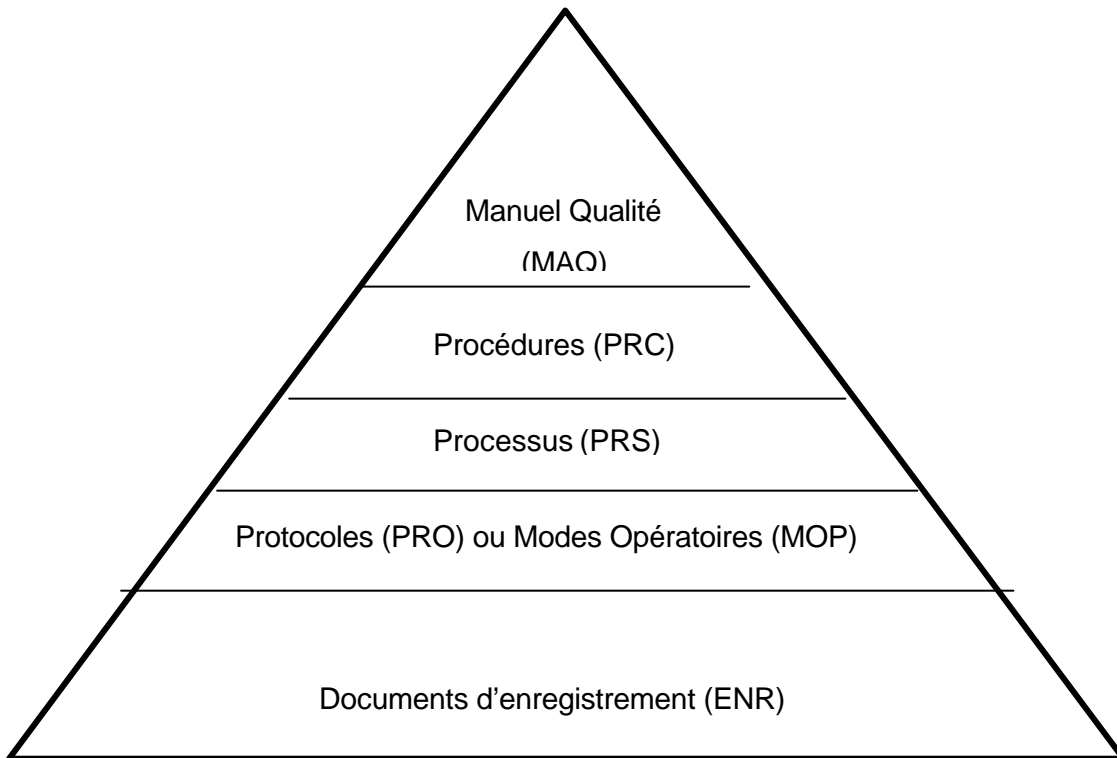 Manuel Qualité
(MAQ)
Procédures (PRC)
Processus (PRS)
Protocoles (PRO) ou Modes Opératoires (MOP)
Documents d’enregistrement (ENR)